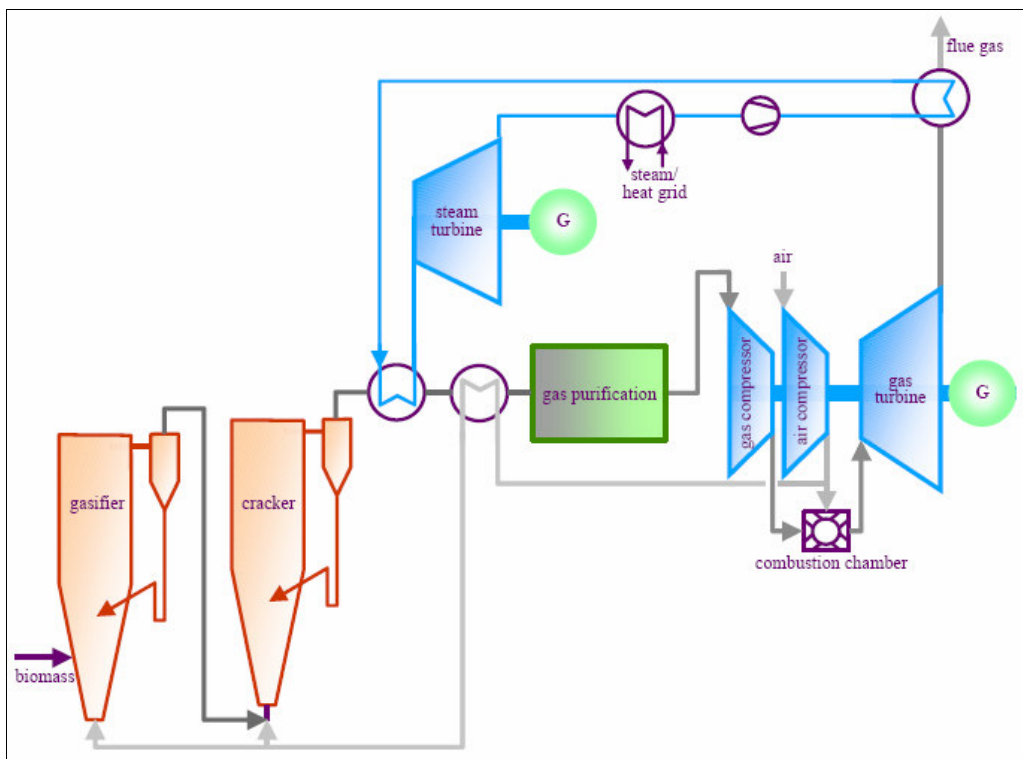 flue gas
steam/
heat grid
steam
turbine
G
air
gas compressor
air compressor
gas
turbine
G
gas purification
gasifier
cracker
combustion chamber
biomass